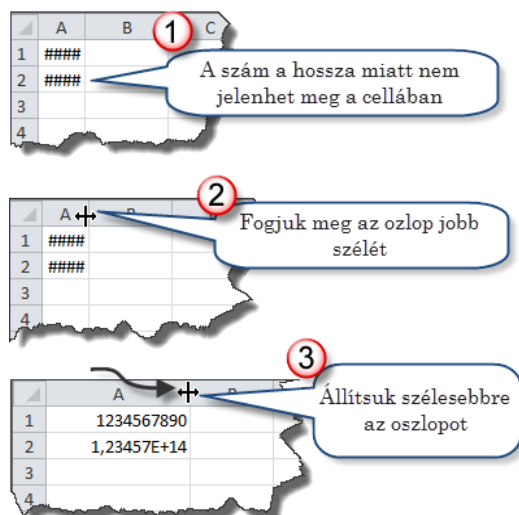 A B C
1 ####
2 ####
3
4
1
A szám a hossza miatt nem
jelenhet meg a cellában
A
1 ####
2 ####
3
4
2
Fogjuk meg az ozlop jobb
szélét
A
1 1234567890
2 1,23457E+14
3
4
3
Állítsuk szélesebbre
az oszlopot